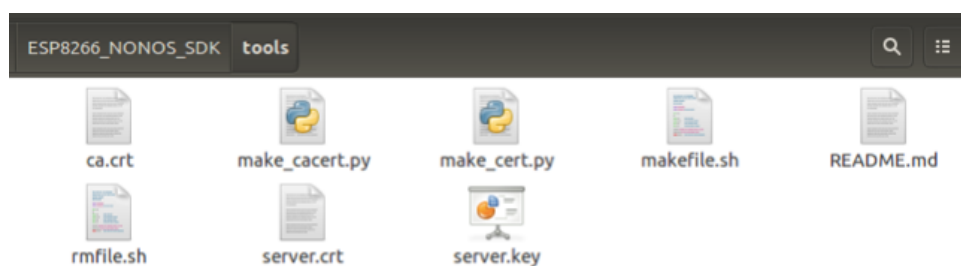 ESP8266_NONOS_SDK tools
ca.crt make_cacert.py make_cert.py makefile.sh README.md
rmfile.sh server.crt server.key